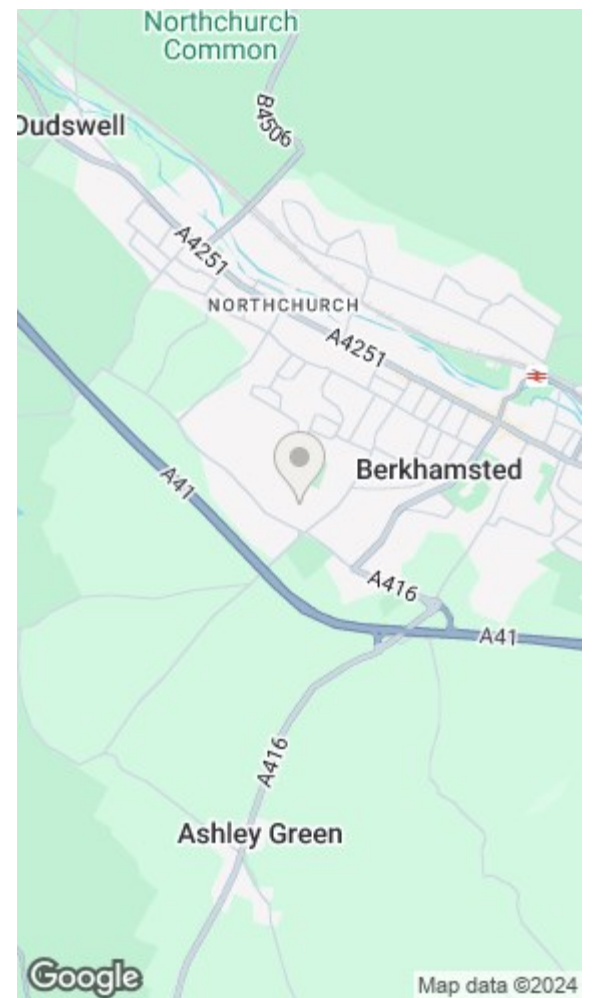 Northchurch
Common
B4506
Dudswell
A4251
NORTHCHURCH
A4251
Berkhamsted
A41
A416
A41
A416
Ashley Green
Google
Map data ©2024